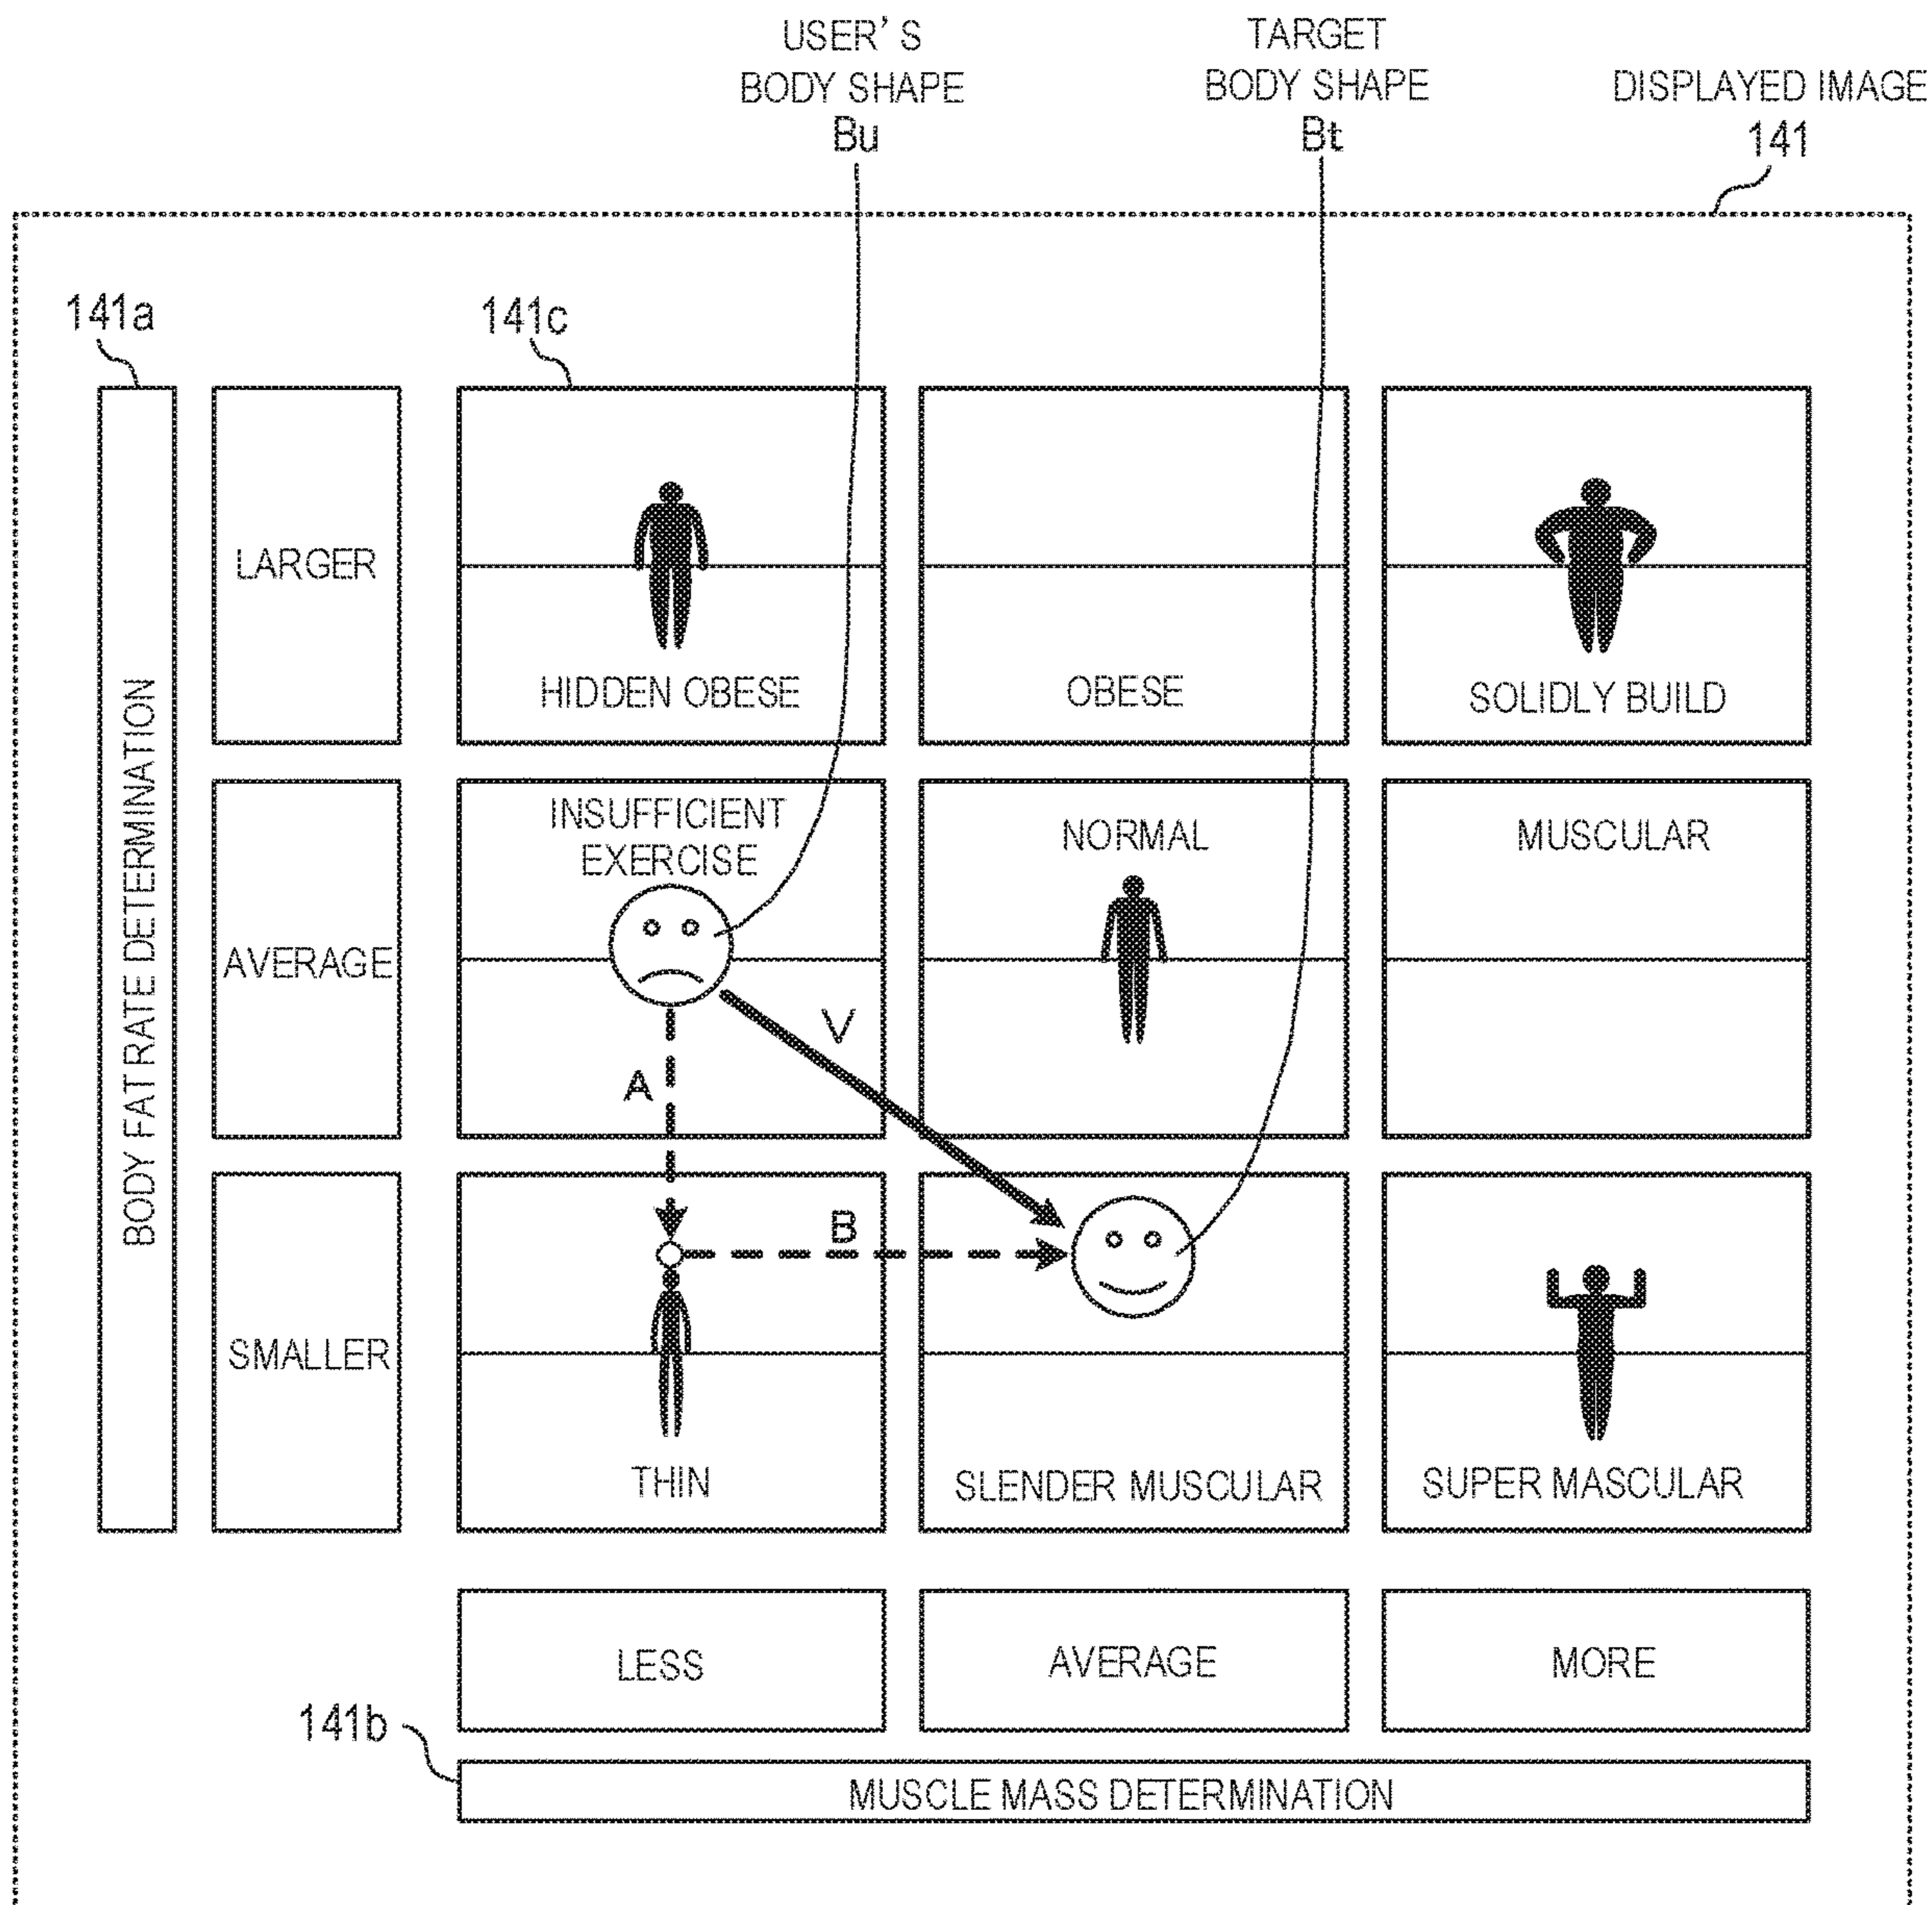 USER'S
BODY SHAPE
Bu
TARGET
BODY SHAPE
Bt
DISPLAYED IMAGE
141
141a
141c
BODY FAT RATE DETERMINATION
LARGER
HIDDEN OBESE
OBESE
SOLIDLY BUILD
AVERAGE
INSUFFICIENT
EXERCISE
NORMAL
MUSCULAR
V
A
B
SMALLER
THIN
SLENDER MUSCULAR
SUPER MASCULAR
LESS
AVERAGE
MORE
141b
MUSCLE MASS DETERMINATION